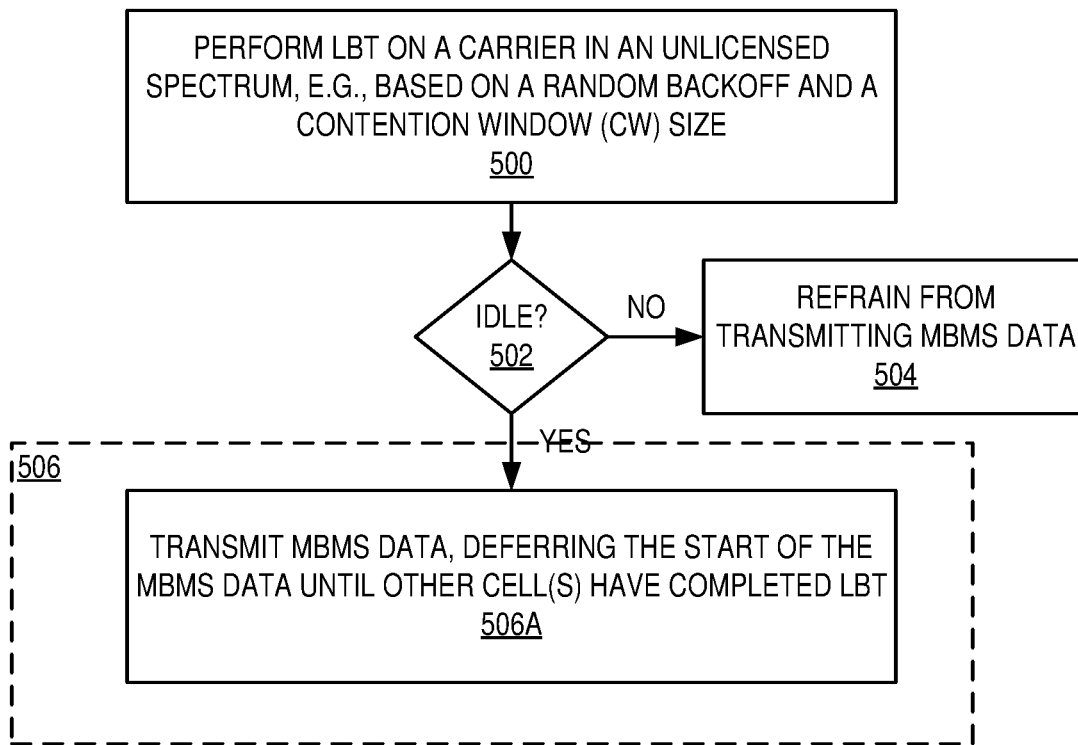 PERFORM LBT ON A CARRIER IN AN UNLICENSED
SPECTRUM, E.G., BASED ON A RANDOM BACKOFF AND A
CONTENTION WINDOW (CW) SIZE
500
IDLE?
502
NO
REFRAIN FROM
TRANSMITTING MBMS DATA
504
YES
506
TRANSMIT MBMS DATA, DEFERRING THE START OF THE
MBMS DATA UNTIL OTHER CELL(S) HAVE COMPLETED LBT
506A